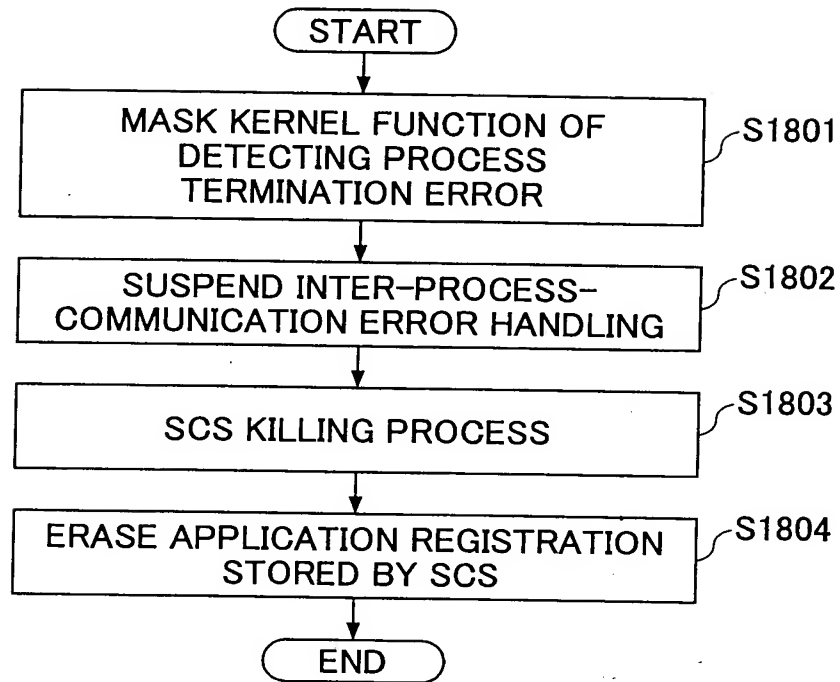 START
MASK KERNEL FUNCTION OF
DETECTING PROCESS
TERMINATION ERROR
S1801
SUSPEND INTER-PROCESS-
COMMUNICATION ERROR HANDLING
S1802
SCS KILLING PROCESS
S1803
ERASE APPLICATION REGISTRATION
STORED BY SCS
S1804
END